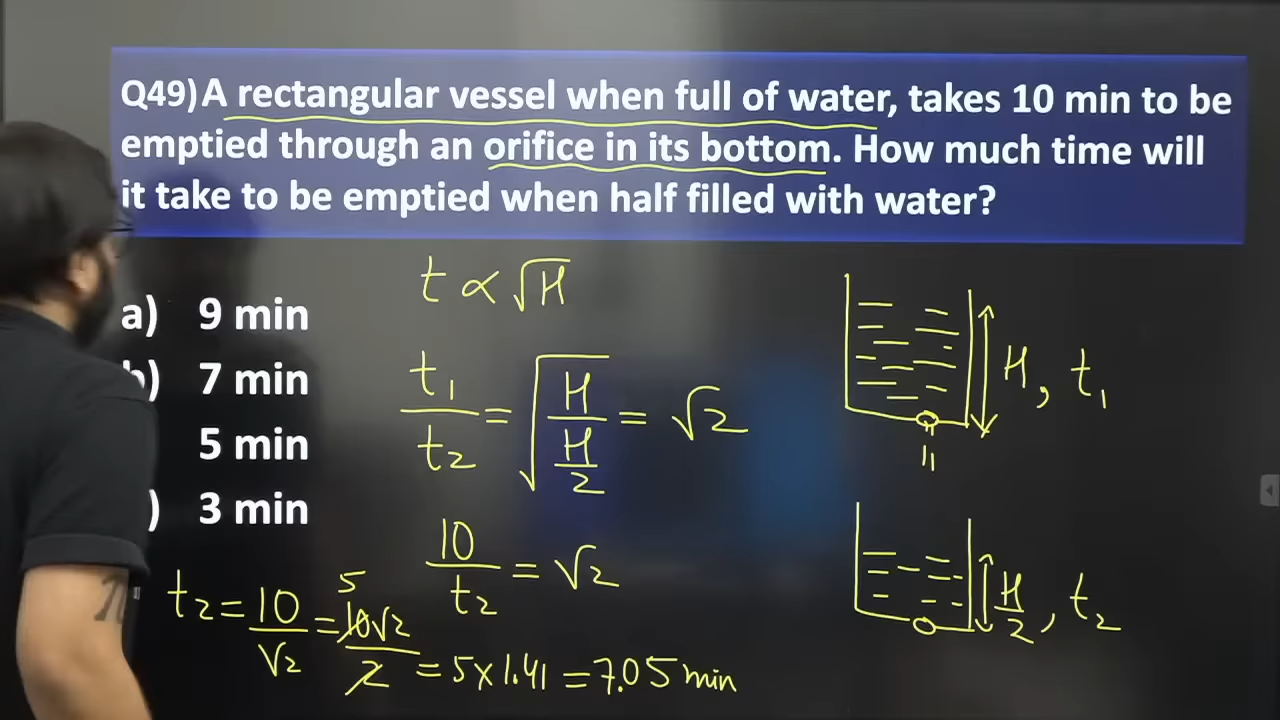 Q49) A rectangular vessel when full of water, takes 10 min to be
emptied through an orifice in its bottom. How much time will
it take to be emptied when half filled with water?
a) 9 min
b) 7 min
5 min
) 3 min
t ∝ √H
t₁/t₂ = √(H/(H/2)) = √2
10/t₂ = √2
t₂ = 10/√2 = 10√2/2 = 5 x 1.41 = 7.05 min
5
H, t₁
H/2, t₂
π